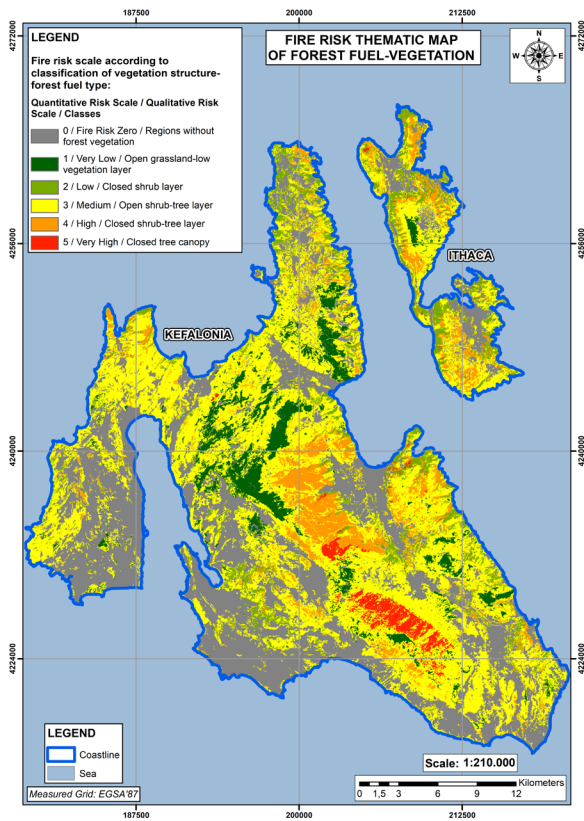 187500
200000
212500
4272000
4272000
FIRE RISK THEMATIC MAP
OF FOREST FUEL-VEGETATION
N
W
E
S
LEGEND
Fire risk scale according to
classification of vegetation structure-
forest fuel type:
Quantitative Risk Scale / Qualitative Risk
Scale / Classes
0 / Fire Risk Zero / Regions without
forest vegetation
1 / Very Low / Open grassland-low
vegetation layer
2 / Low / Closed shrub layer
3 / Medium / Open shrub-tree layer
4 / High / Closed shrub-tree layer
5 / Very High / Closed tree canopy
4256000
4256000
ITHACA
KEFALONIA
4240000
4240000
4224000
4224000
LEGEND
Coastline
Sea
Measured Grid: EGSA'87
Scale: 1:210.000
Kilometers
0 1,5 3 6 9 12
187500
200000
212500